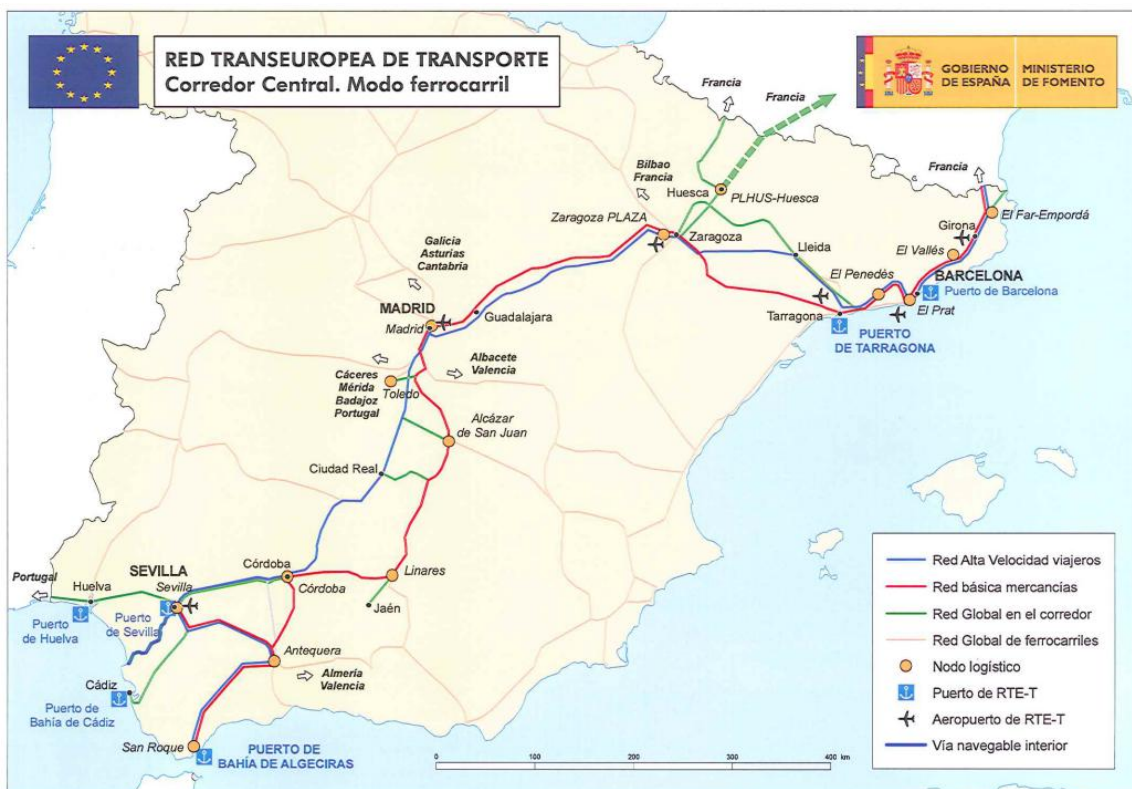 RED TRANSEUROPEA DE TRANSPORTE
Corredor Central. Modo ferrocarril
GOBIERNO
DE ESPAÑA
MINISTERIO
DE FOMENTO
Francia
Francia
Bilbao
Francia
Huesca
PLHUS-Huesca
Francia
El Far-Empordá
Girona
El Vallés
BARCELONA
Puerto de Barcelona
El Prat
El Penedés
Lleida
Zaragoza PLAZA
Zaragoza
Tarragona
PUERTO
DE TARRAGONA
Galicia
Asturias
Cantabria
MADRID
Madrid
Guadalajara
Albacete
Valencia
Cáceres
Mérida
Badajoz
Portugal
Toledo
Alcázar
de San Juan
Ciudad Real
Linares
Jaén
Córdoba
Córdoba
SEVILLA
Sevilla
Portugal
Huelva
Puerto
de Huelva
Puerto
de Sevilla
Antequera
Almería
Valencia
Cádiz
Puerto de
Bahía de Cádiz
San Roque
PUERTO DE
BAHÍA DE ALGECIRAS
0 100 200 300 400 km
Red Alta Velocidad viajeros
Red básica mercancías
Red Global en el corredor
Red Global de ferrocarriles
Nodo logístico
Puerto de RTE-T
Aeropuerto de RTE-T
Vía navegable interior